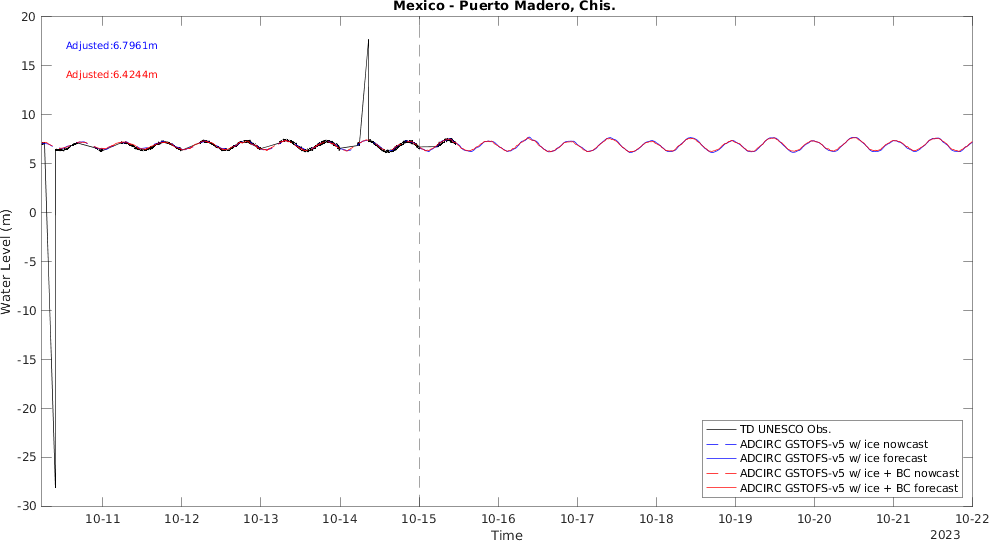 Mexico - Puerto Madero, Chis.
Adjusted:6.7961m
Adjusted:6.4244m
20
15
10
5
0
-5
-10
-15
-20
-25
-30
Water Level (m)
TD UNESCO Obs.
ADCIRC GSTOFS-v5 w/ ice nowcast
ADCIRC GSTOFS-v5 w/ ice forecast
ADCIRC GSTOFS-v5 w/ ice + BC nowcast
ADCIRC GSTOFS-v5 w/ ice + BC forecast
10-11 10-12 10-13 10-14 10-15 10-16 10-17 10-18 10-19 10-20 10-21 10-22
Time
2023